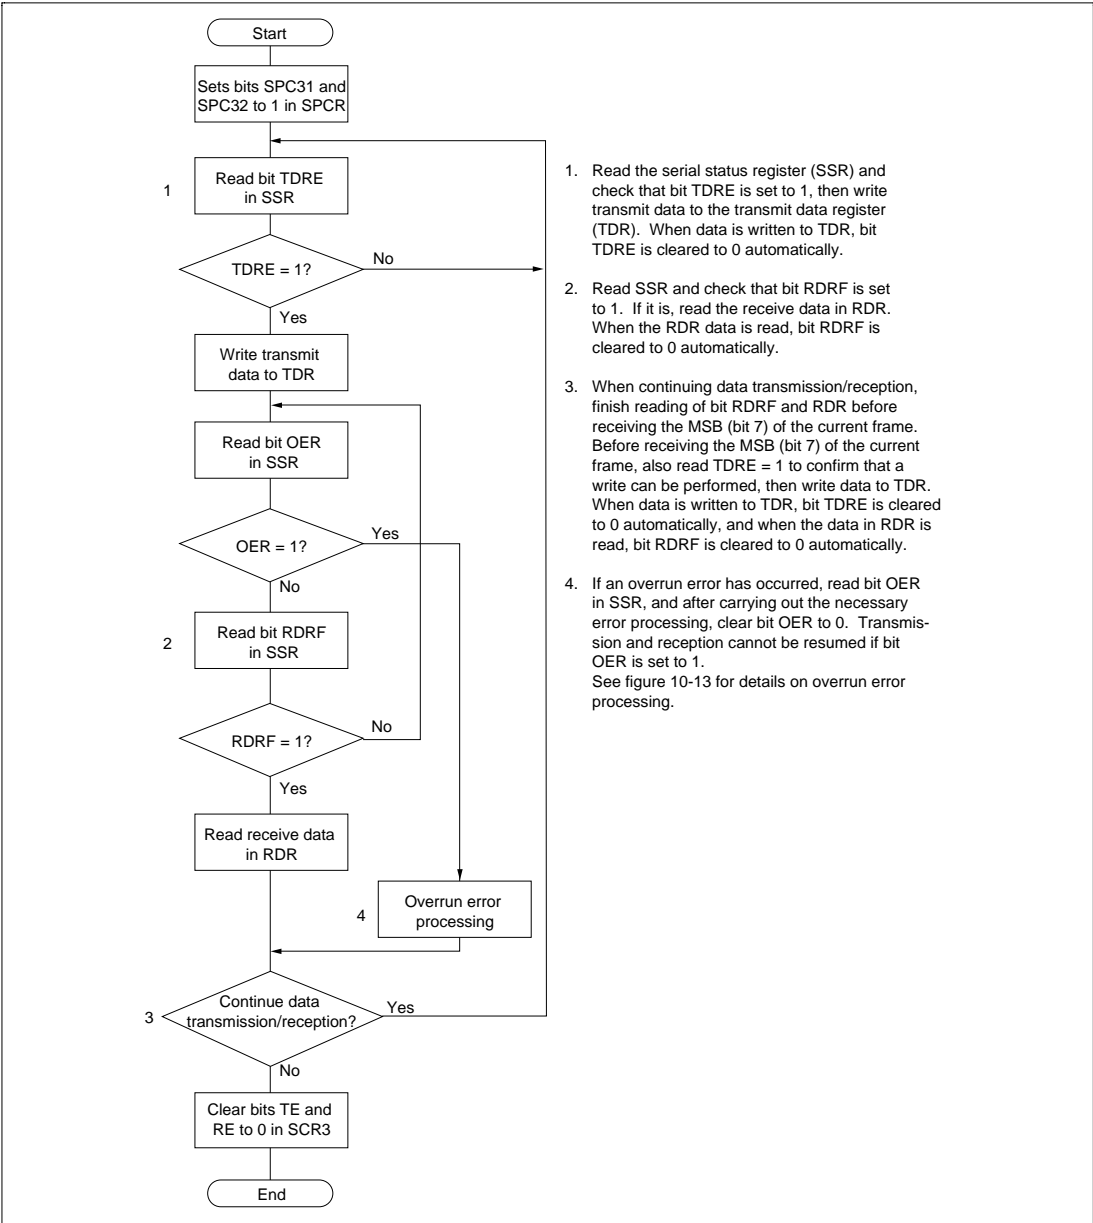 Start
Sets bits SPC31 and
SPC32 to 1 in SPCR
1
Read bit TDRE
in SSR
TDRE = 1?
No
Yes
Write transmit
data to TDR
Read bit OER
in SSR
OER = 1?
Yes
No
2
Read bit RDRF
in SSR
RDRF = 1?
No
Yes
Read receive data
in RDR
4
Overrun error
processing
3
Continue data
transmission/reception?
Yes
No
Clear bits TE and
RE to 0 in SCR3
End
1. Read the serial status register (SSR) and
check that bit TDRE is set to 1, then write
transmit data to the transmit data register
(TDR). When data is written to TDR, bit
TDRE is cleared to 0 automatically.
2. Read SSR and check that bit RDRF is set
to 1. If it is, read the receive data in RDR.
When the RDR data is read, bit RDRF is
cleared to 0 automatically.
3. When continuing data transmission/reception,
finish reading of bit RDRF and RDR before
receiving the MSB (bit 7) of the current frame.
Before receiving the MSB (bit 7) of the current
frame, also read TDRE = 1 to confirm that a
write can be performed, then write data to TDR.
When data is written to TDR, bit TDRE is cleared
to 0 automatically, and when the data in RDR is
read, bit RDRF is cleared to 0 automatically.
4. If an overrun error has occurred, read bit OER
in SSR, and after carrying out the necessary
error processing, clear bit OER to 0. Transmis-
sion and reception cannot be resumed if bit
OER is set to 1.
See figure 10-13 for details on overrun error
processing.